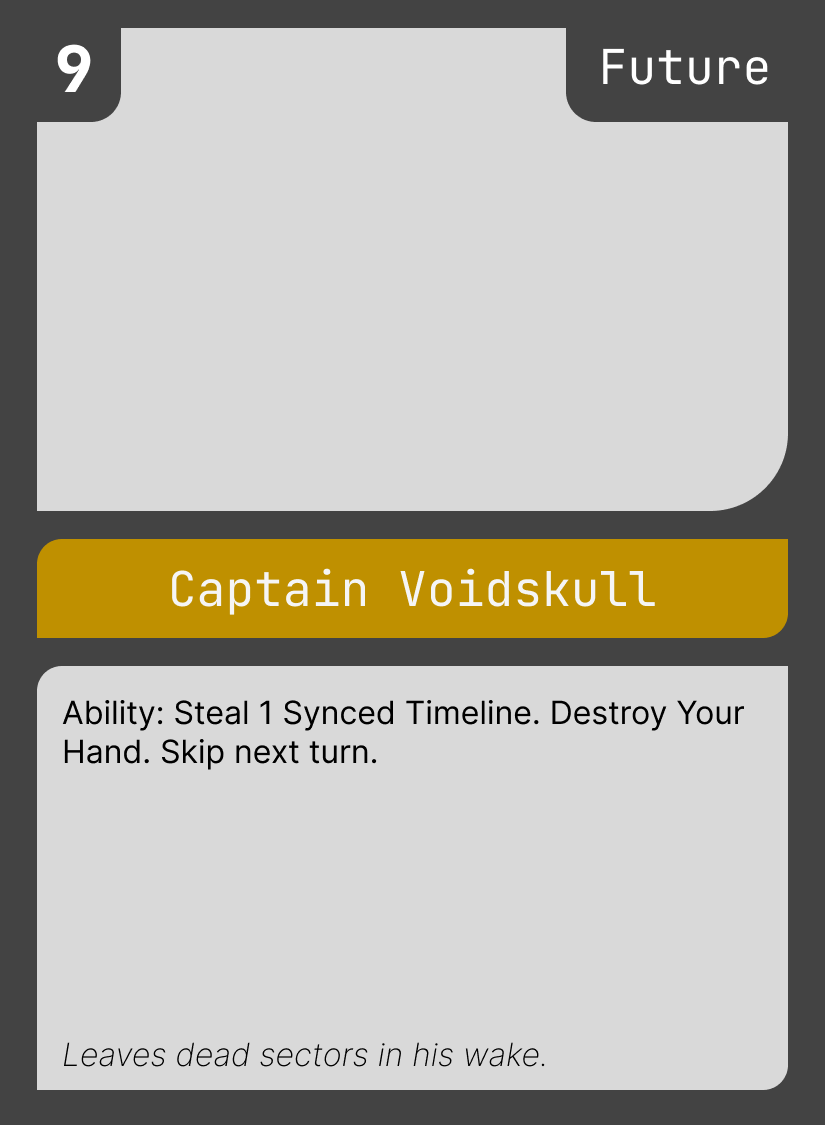 9
Future
Captain Voidskull
Ability: Steal 1 Synced Timeline. Destroy Your
Hand. Skip next turn.
Leaves dead sectors in his wake.